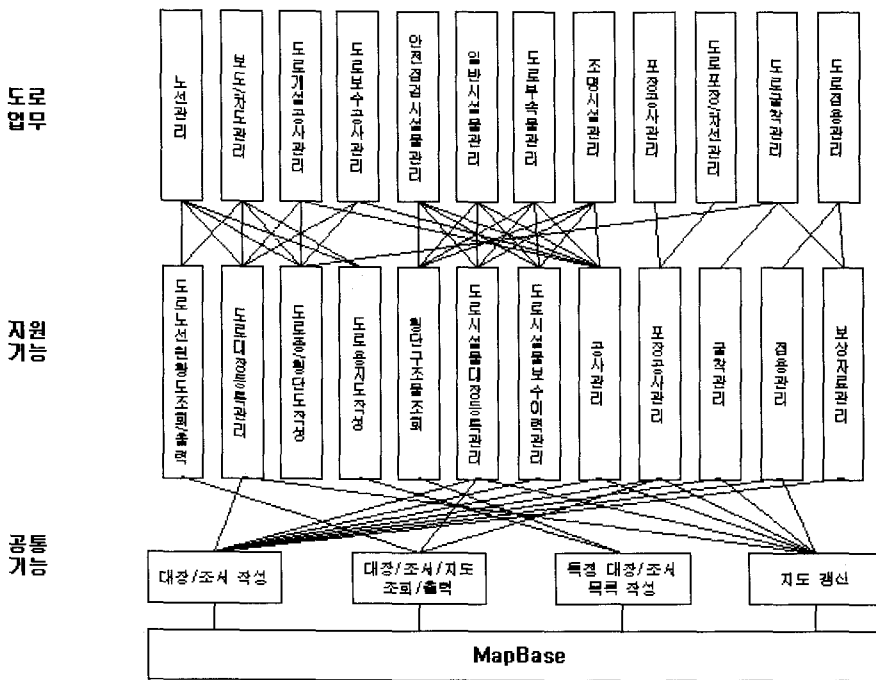 도로
업무
노선관리
보도/차도관리
도로개설공사관리
도로보수공사관리
안전점검시설물관리
일반시설물관리
도로부속물관리
조명시설관리
포장공사관리
도로포장/차선관리
도로굴착관리
도로점용관리
지원
기능
도로노선현황도조회/출력
도로대장등록관리
도로종/횡단도작성
도로용지도작성
횡단구조물조회
도로시설물대장등록관리
도로시설물보수이력관리
공사관리
포장공사관리
굴착관리
점용관리
보상자료관리
공통
기능
대장/조서 작성
대장/조서/지도
조회/출력
특정 대장/조서
목록 작성
지도 갱신
MapBase